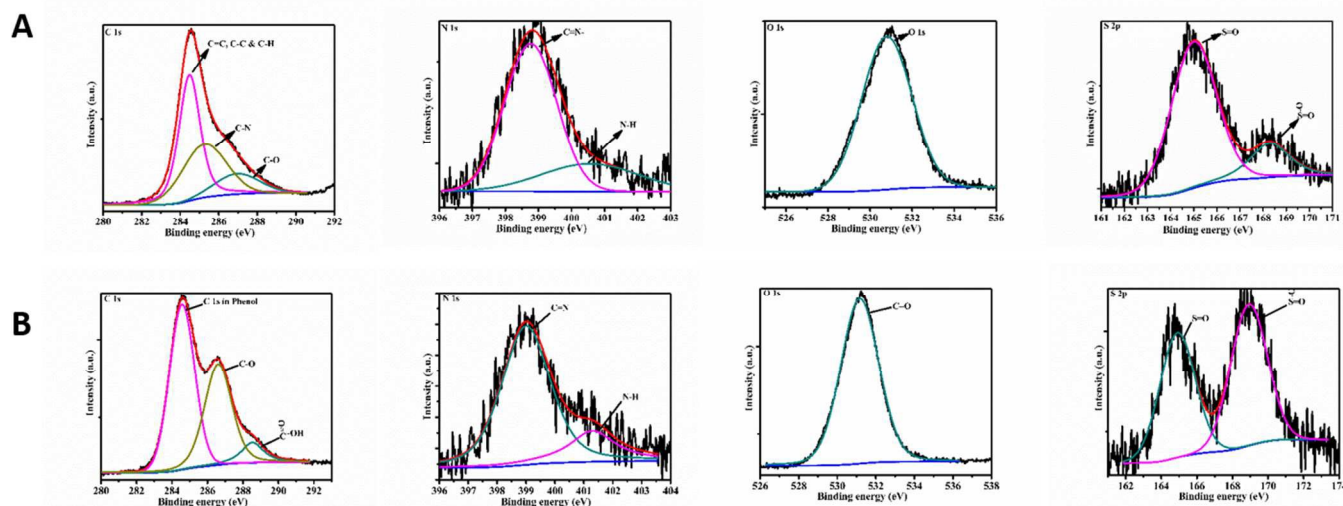 A
C 1s
C=C, C-C & C-H
C-N
C-O
Intensity (a.u.)
280 282 284 286 288 290 292
Binding energy (eV)
N 1s
C=N-
N-H
Intensity (a.u.)
396 397 398 399 400 401 402 403
Binding energy (eV)
O 1s
O 1s
Intensity (a.u.)
526 528 530 532 534 536
Binding energy (eV)
S 2p
S=O
-O
S=O
Intensity (a.u.)
161 162 163 164 165 166 167 168 169 170 171
Binding energy (eV)
B
C 1s
C 1s in Phenol
C-O
C=O
C-OH
Intensity (a.u.)
280 282 284 286 288 290 292
Binding energy (eV)
N 1s
C=N
N-H
Intensity (a.u.)
396 397 398 399 400 401 402 403 404
Binding energy (eV)
O 1s
C-O
Intensity (a.u.)
526 528 530 532 534 536 538
Binding energy (eV)
S 2p
S=O
-O
S=O
Intensity (a.u.)
162 164 166 168 170 172 174
Binding energy (eV)